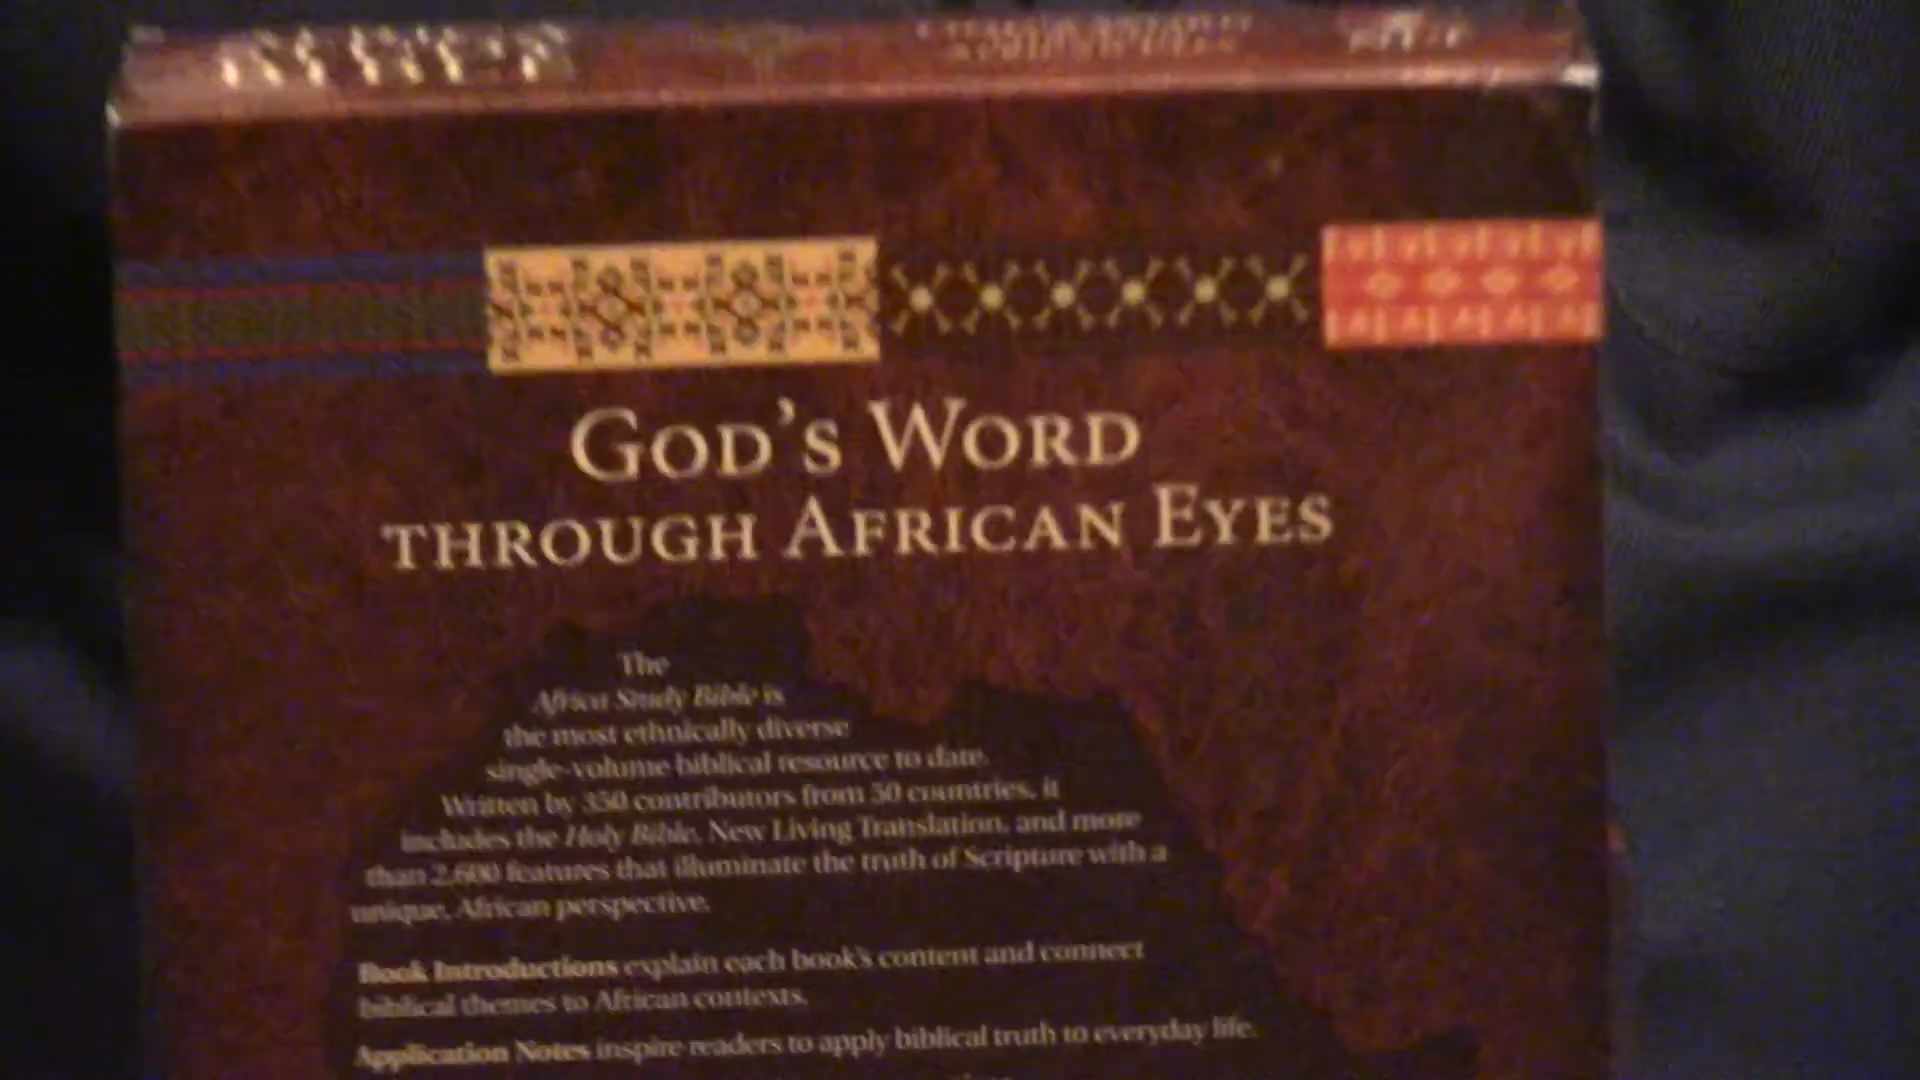 GOD'S WORD
THROUGH AFRICAN EYES
The
Africa Study Bible is
the most ethnically diverse
single-volume biblical resource to date.
Written by 350 contributors from 50 countries, it
includes the Holy Bible, New Living Translation, and more
than 2,600 features that illuminate the truth of Scripture with a
unique, African perspective.
Book Introductions explain each book's content and connect
biblical themes to African contexts.
Application Notes inspire readers to apply biblical truth to everyday life.